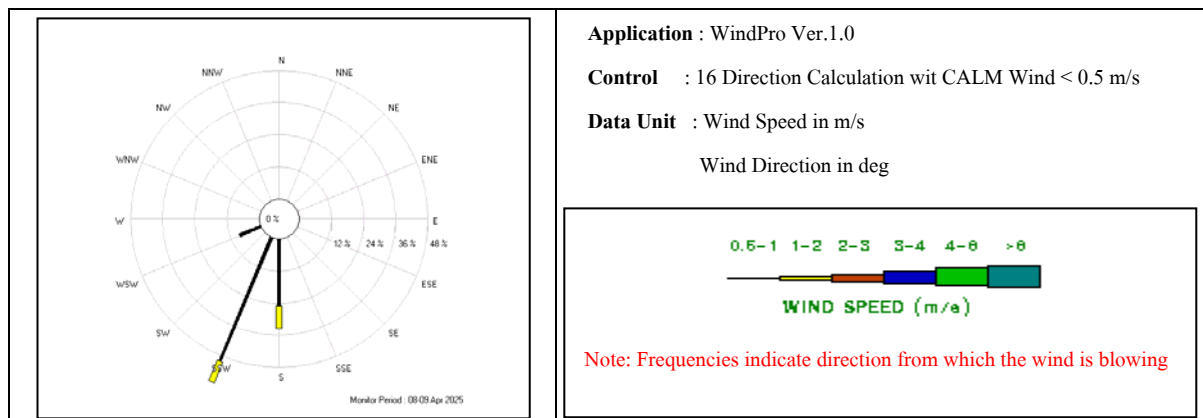 N
NNW
NNE
NW
NE
WNW
ENE
W
0 %
E
12 %
24 %
36 %
48 %
WSW
ESE
SW
SE
SSW
SSE
S
Monitor Period : 08-09 Apr 2025
Application : WindPro Ver.1.0
Control : 16 Direction Calculation wit CALM Wind < 0.5 m/s
Data Unit : Wind Speed in m/s
Wind Direction in deg
0.5-1 1-2 2-3 3-4 4-6 >6
WIND SPEED (m/s)
Note: Frequencies indicate direction from which the wind is blowing